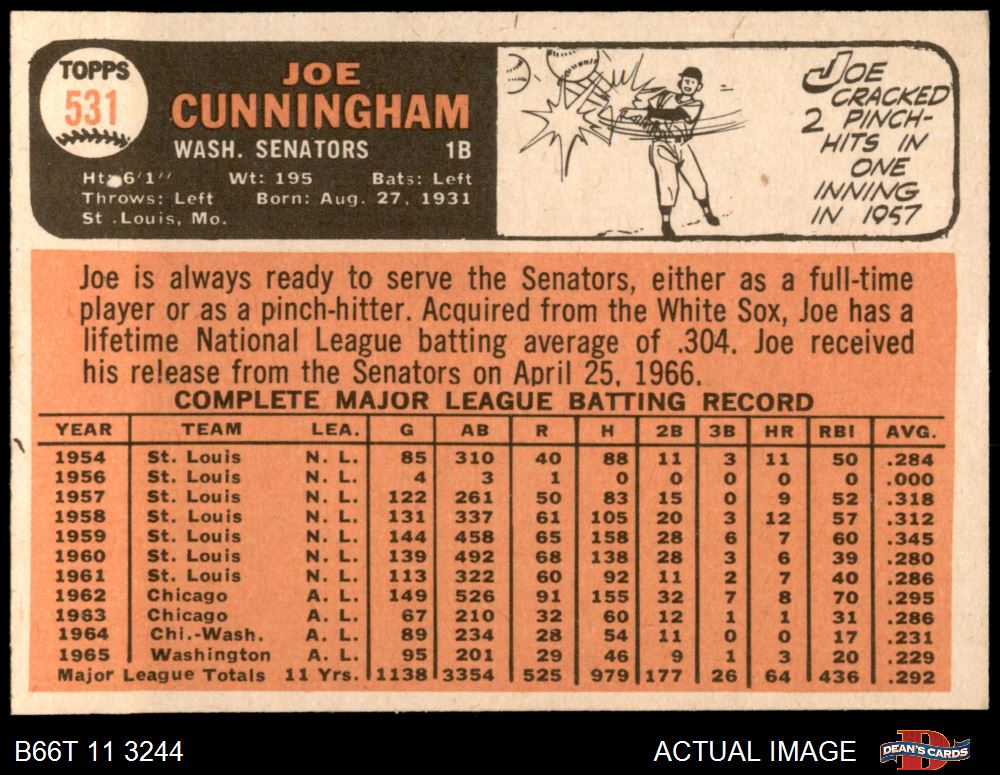 TOPPS
531
JOE
CUNNINGHAM
WASH. SENATORS 1B
Ht: 6'1" Wt: 195 Bats: Left
Throws: Left Born: Aug. 27, 1931
St .Louis, Mo.
JOE
CRACKED
2 PINCH-
HITS IN
ONE
INNING
IN 1957
Joe is always ready to serve the Senators, either as a full-time
player or as a pinch-hitter. Acquired from the White Sox, Joe has a
lifetime National League batting average of .304. Joe received
his release from the Senators on April 25, 1966.
COMPLETE MAJOR LEAGUE BATTING RECORD
YEAR TEAM LEA. G AB R H 2B 3B HR RBI AVG.
1954 St. Louis N. L. 85 310 40 88 11 3 11 50 .284
1956 St. Louis N. L. 4 3 1 0 0 0 0 0 .000
1957 St. Louis N. L. 122 261 50 83 15 0 9 52 .318
1958 St. Louis N. L. 131 337 61 105 20 3 12 57 .312
1959 St. Louis N. L. 144 458 65 158 28 6 7 60 .345
1960 St. Louis N. L. 139 492 68 138 28 3 6 39 .280
1961 St. Louis N. L. 113 322 60 92 11 2 7 40 .286
1962 Chicago A. L. 149 526 91 155 32 7 8 70 .295
1963 Chicago A. L. 67 210 32 60 12 1 1 31 .286
1964 Chi.-Wash. A. L. 89 234 28 54 11 0 0 17 .231
1965 Washington A. L. 95 201 29 46 9 1 3 20 .229
Major League Totals 11 Yrs. 1138 3354 525 979 177 26 64 436 .292
B66T 11 3244
ACTUAL IMAGE
DEAN'S CARDS